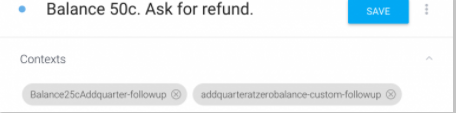 Balance 50c. Ask for refund.
SAVE
Contexts
Balance25cAddquarter-followup
addquarteratzerobalance-custom-followup